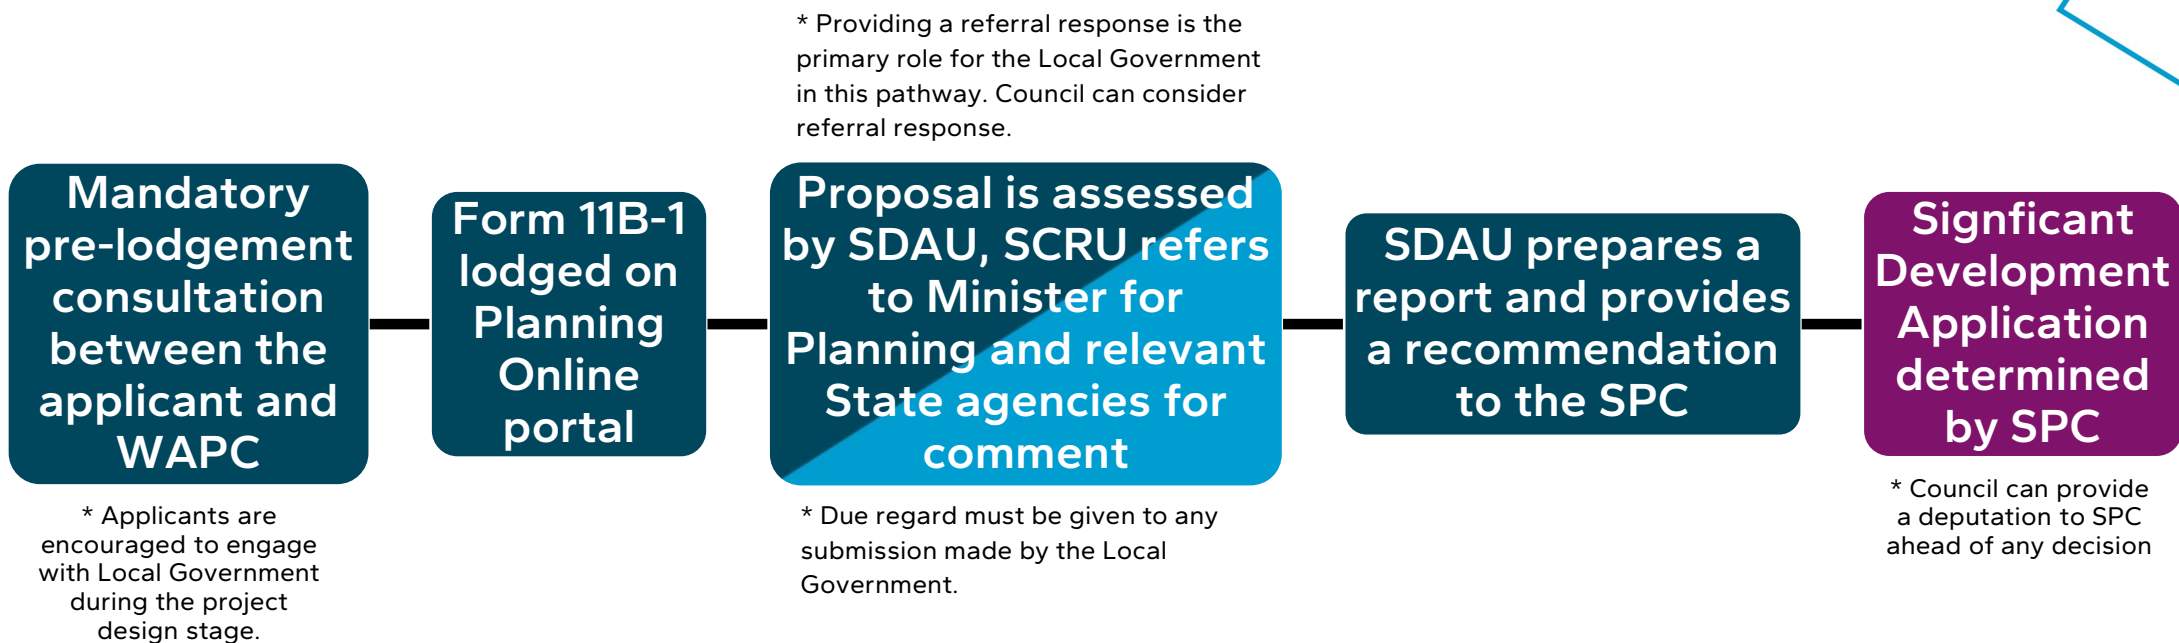 * Providing a referral response is the
primary role for the Local Government
in this pathway. Council can consider
referral response.
Mandatory
pre-lodgement
consultation
between the
applicant and
WAPC
* Applicants are
encouraged to engage
with Local Government
during the project
design stage.
Form 11B-1
lodged on
Planning
Online
portal
Proposal is assessed
by SDAU, SCRU refers
to Minister for
Planning and relevant
State agencies for
comment
* Due regard must be given to any
submission made by the Local
Government.
SDAU prepares a
report and provides
a recommendation
to the SPC
Signficant
Development
Application
determined
by SPC
* Council can provide
a deputation to SPC
ahead of any decision